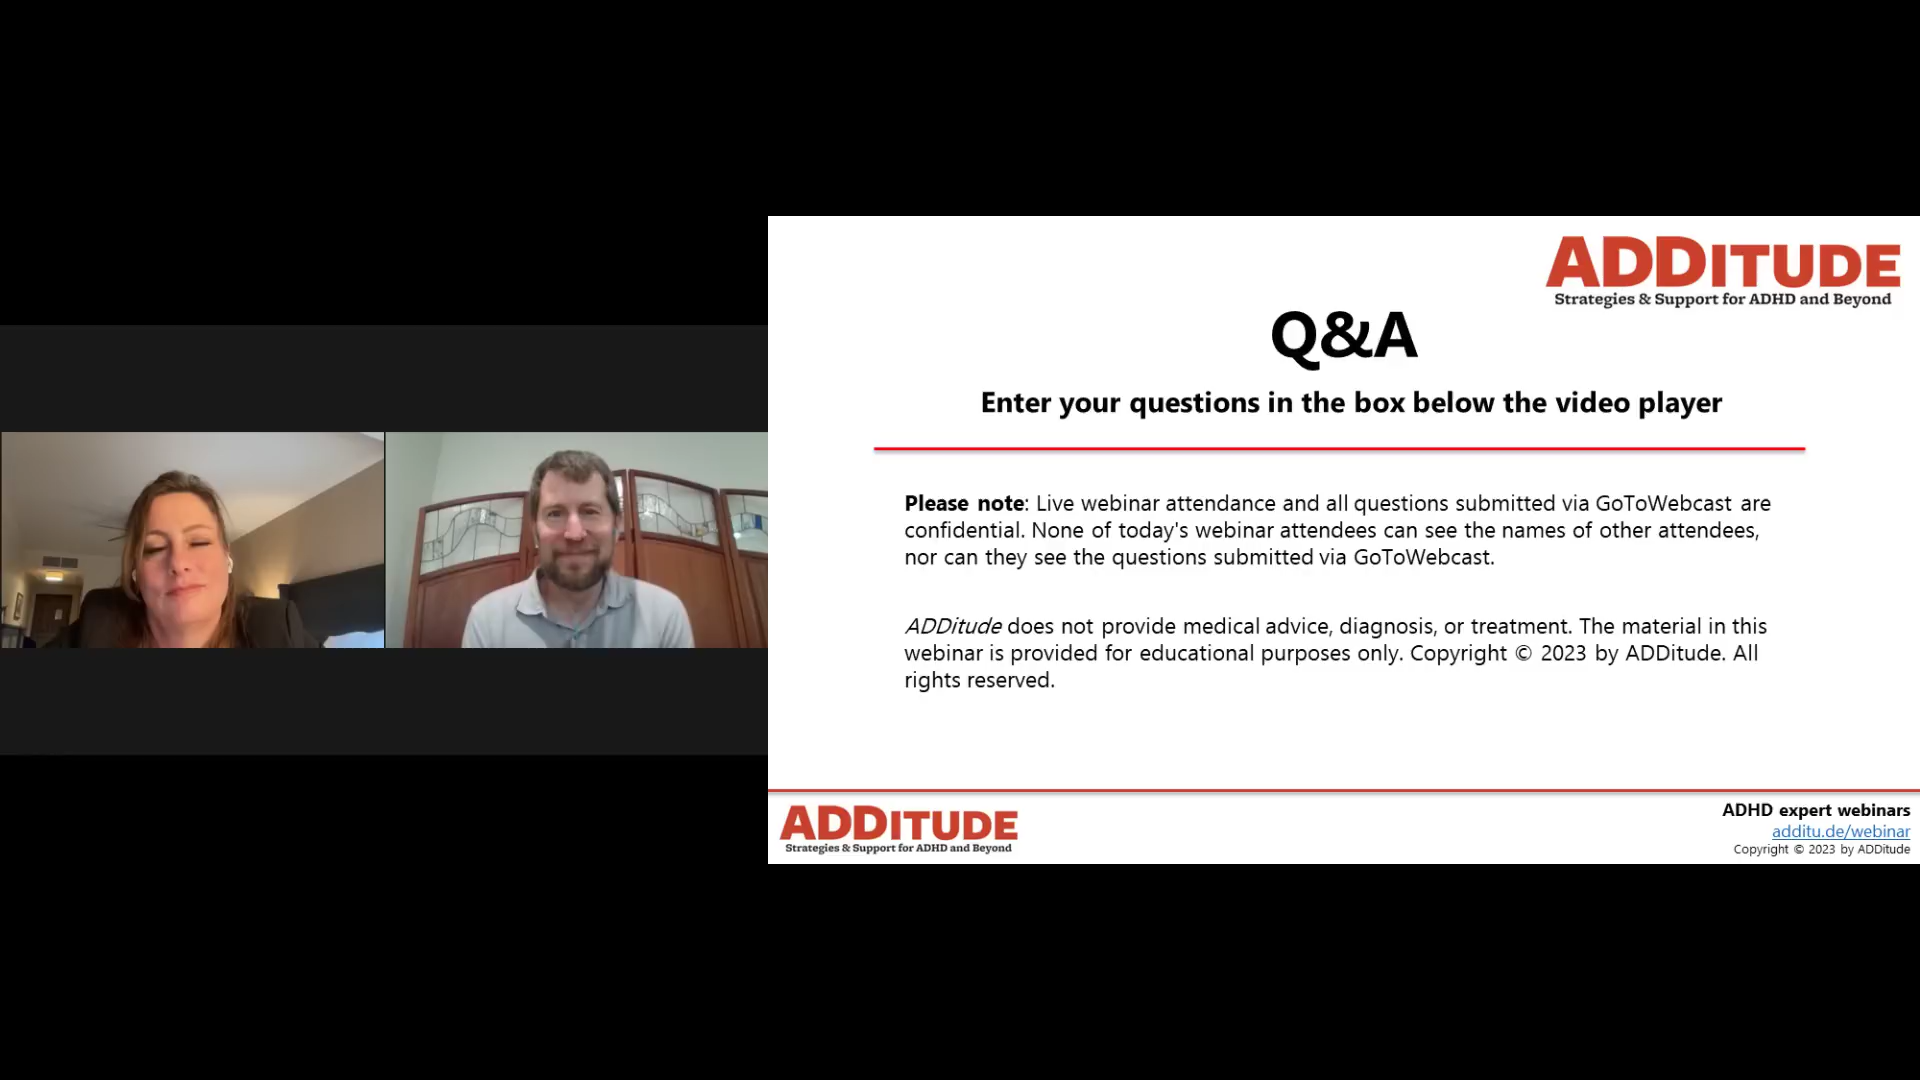 ADDITUDE
Strategies & Support for ADHD and Beyond
Q&A
Enter your questions in the box below the video player
Please note: Live webinar attendance and all questions submitted via GoToWebcast are
confidential. None of today's webinar attendees can see the names of other attendees,
nor can they see the questions submitted via GoToWebcast.
ADDitude does not provide medical advice, diagnosis, or treatment. The material in this
webinar is provided for educational purposes only. Copyright © 2023 by ADDitude. All
rights reserved.
ADDITUDE
Strategies & Support for ADHD and Beyond
ADHD expert webinars
additu.de/webinar
Copyright © 2023 by ADDitude